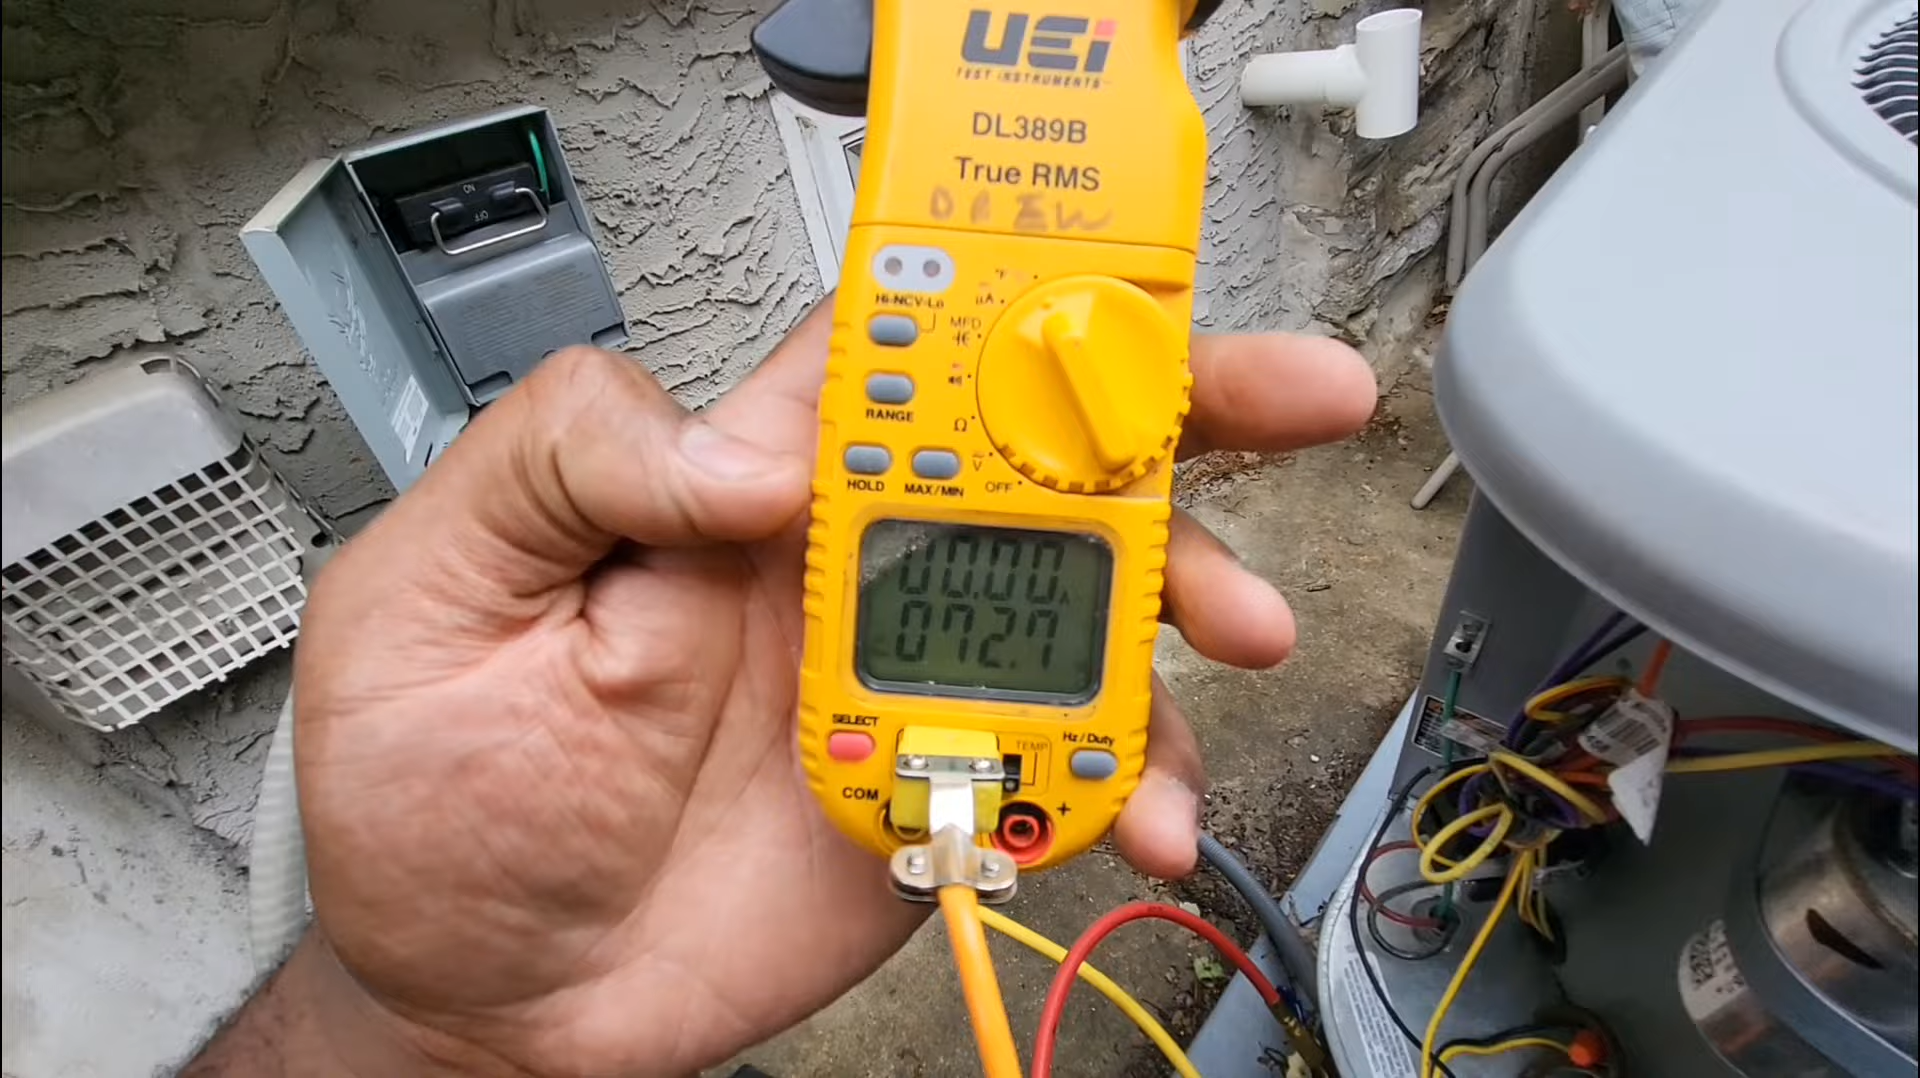 UEi
TEST INSTRUMENTS
DL389B
True RMS
DREW
ON
OFF
Hi-NCV-Lo
°F
µA
MFD
RANGE
Ω
V
HOLD
MAX/MIN
OFF
00.00
A
072.7
SELECT
TEMP
Hz/Duty
COM
+